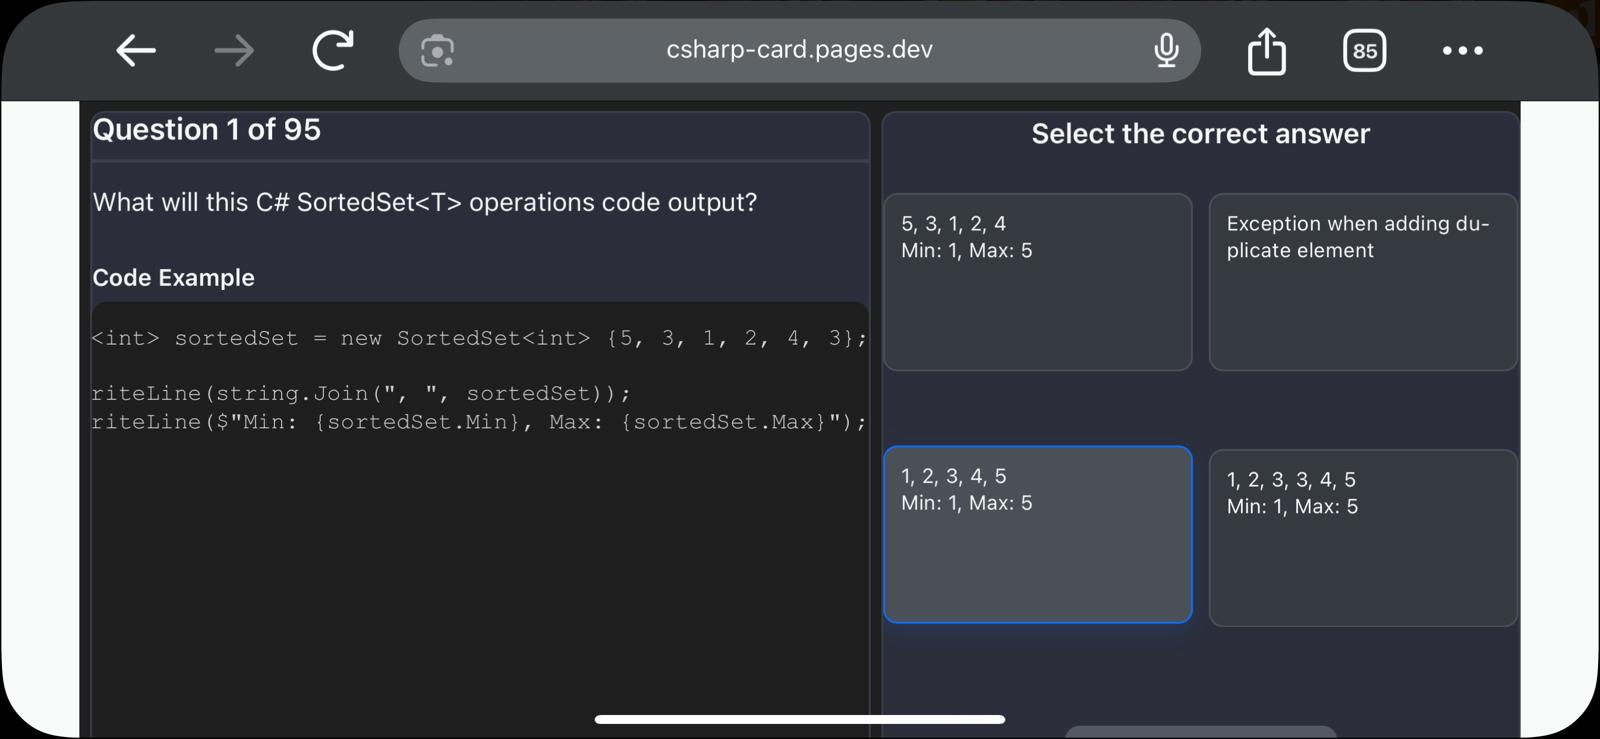 csharp-card.pages.dev
85
Question 1 of 95
What will this C# SortedSet<T> operations code output?
Code Example
<int> sortedSet = new SortedSet<int> {5, 3, 1, 2, 4, 3};
riteLine(string.Join(", ", sortedSet));
riteLine($"Min: {sortedSet.Min}, Max: {sortedSet.Max}");
Select the correct answer
5, 3, 1, 2, 4
Min: 1, Max: 5
Exception when adding du-
plicate element
1, 2, 3, 4, 5
Min: 1, Max: 5
1, 2, 3, 3, 4, 5
Min: 1, Max: 5